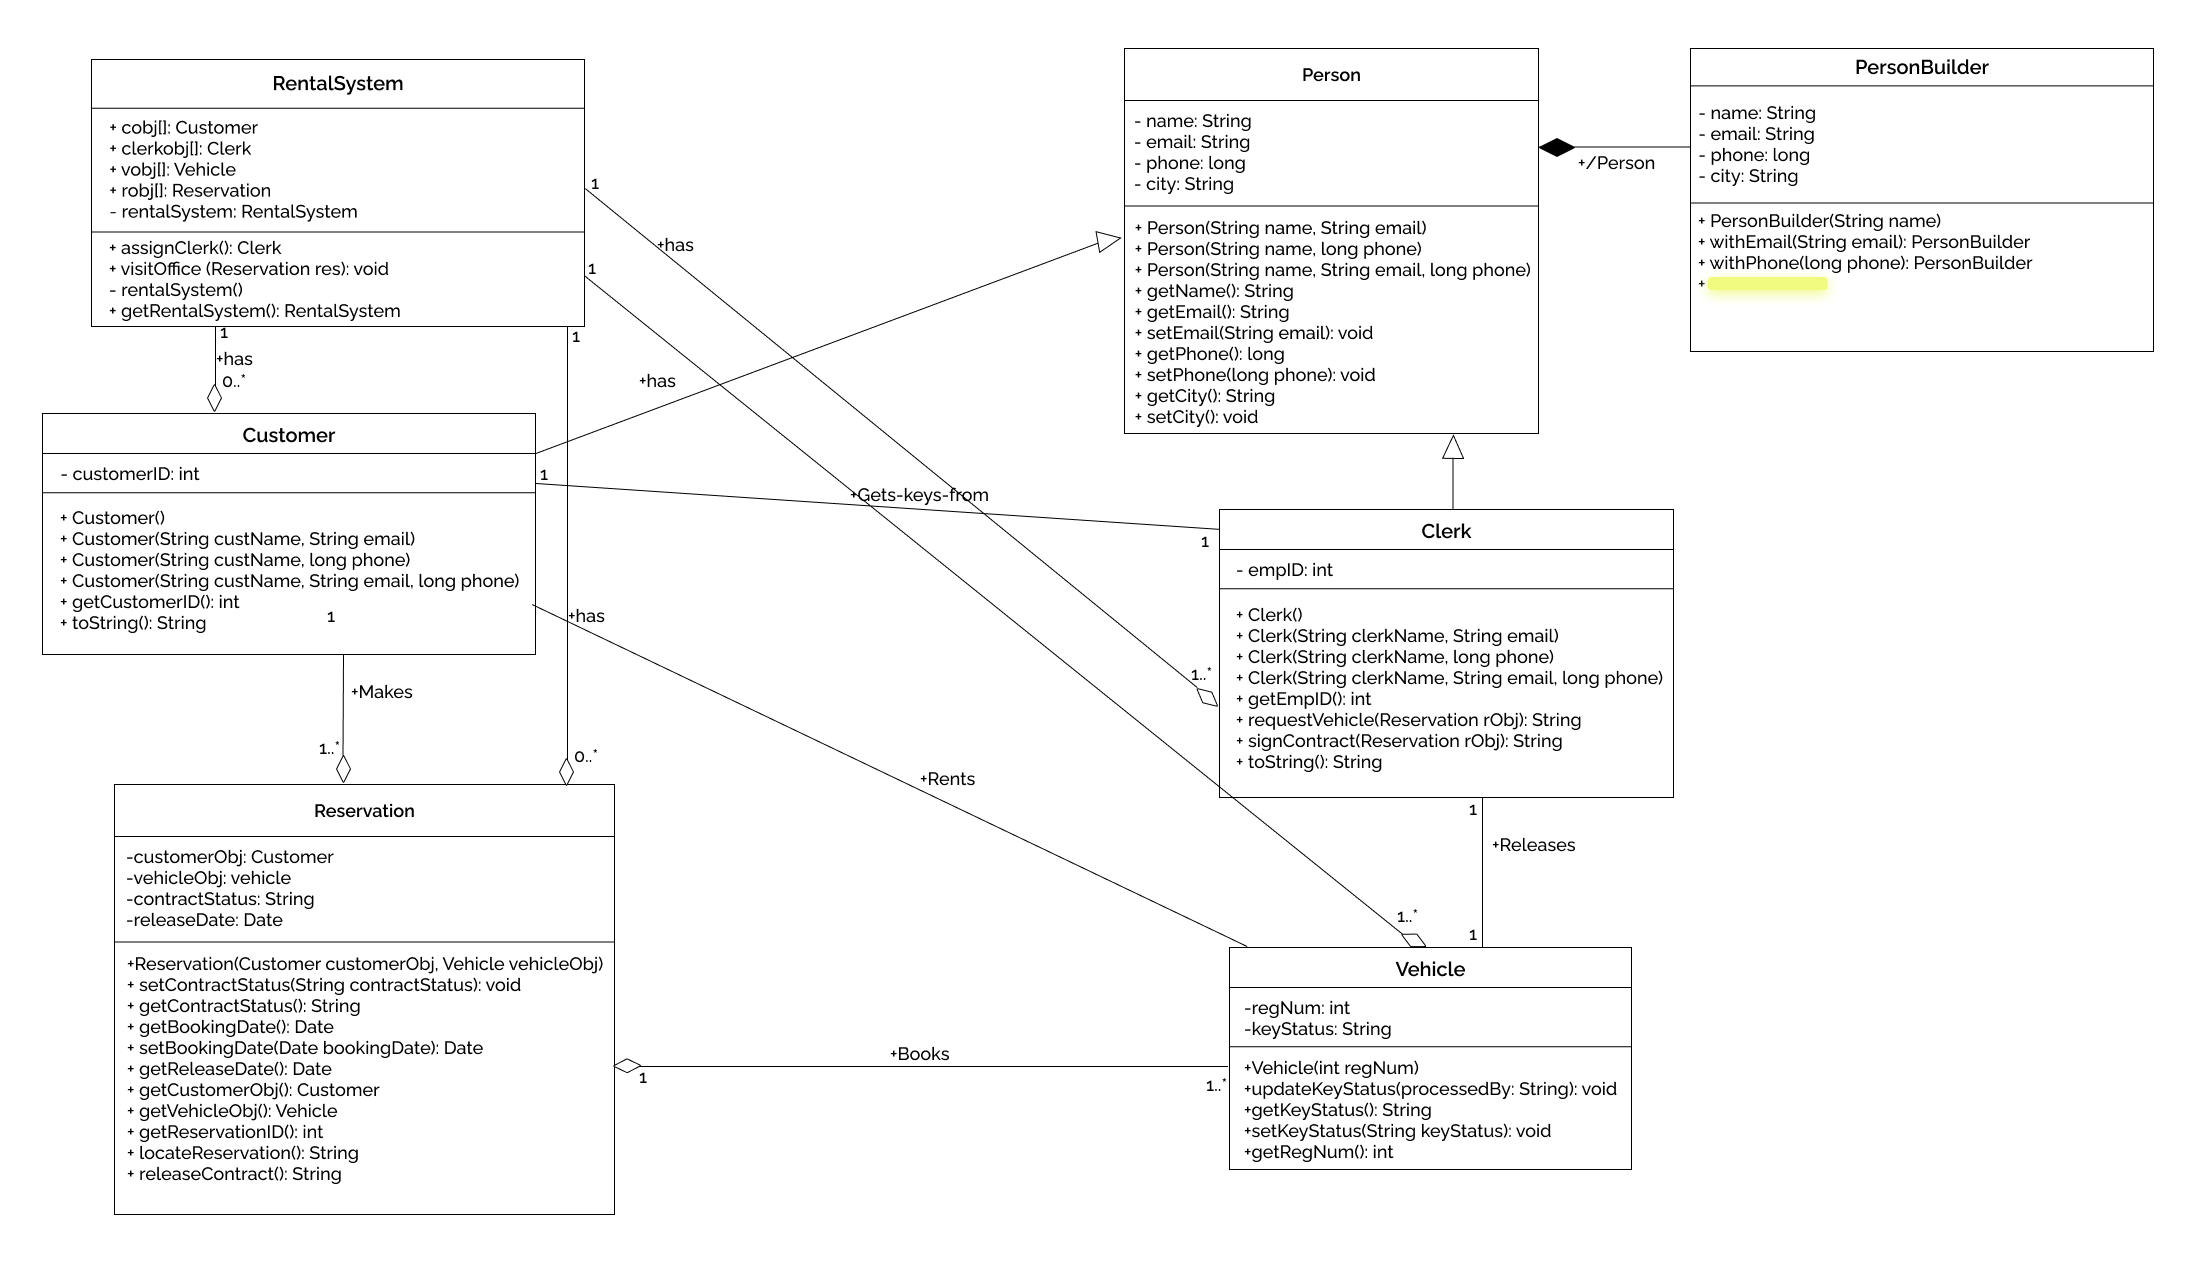 RentalSystem
+ cobj[]: Customer
+ clerkobj[]: Clerk
+ vobj[]: Vehicle
+ robj[]: Reservation
- rentalSystem: RentalSystem
+ assignClerk(): Clerk
+ visitOffice (Reservation res): void
- rentalSystem()
+ getRentalSystem(): RentalSystem
Person
- name: String
- email: String
- phone: long
- city: String
+ Person(String name, String email)
+ Person(String name, long phone)
+ Person(String name, String email, long phone)
+ getName(): String
+ getEmail(): String
+ setEmail(String email): void
+ getPhone(): long
+ setPhone(long phone): void
+ getCity(): String
+ setCity(): void
+/Person
PersonBuilder
- name: String
- email: String
- phone: long
- city: String
+ PersonBuilder(String name)
+ withEmail(String email): PersonBuilder
+ withPhone(long phone): PersonBuilder
+
1
+has
1
+has
1
+has
0..*
1
+has
0..*
Customer
- customerID: int
+ Customer()
+ Customer(String custName, String email)
+ Customer(String custName, long phone)
+ Customer(String custName, String email, long phone)
+ getCustomerID(): int
+ toString(): String
1
1
+Gets-keys-from
1
Clerk
- empID: int
+ Clerk()
+ Clerk(String clerkName, String email)
+ Clerk(String clerkName, long phone)
+ Clerk(String clerkName, String email, long phone)
+ getEmpID(): int
+ requestVehicle(Reservation rObj): String
+ signContract(Reservation rObj): String
+ toString(): String
1..*
+Makes
1..*
+Rents
1
+Releases
1
1..*
Reservation
-customerObj: Customer
-vehicleObj: vehicle
-contractStatus: String
-releaseDate: Date
+Reservation(Customer customerObj, Vehicle vehicleObj)
+ setContractStatus(String contractStatus): void
+ getContractStatus(): String
+ getBookingDate(): Date
+ setBookingDate(Date bookingDate): Date
+ getReleaseDate(): Date
+ getCustomerObj(): Customer
+ getVehicleObj(): Vehicle
+ getReservationID(): int
+ locateReservation(): String
+ releaseContract(): String
1
+Books
1..*
Vehicle
-regNum: int
-keyStatus: String
+Vehicle(int regNum)
+updateKeyStatus(processedBy: String): void
+getKeyStatus(): String
+setKeyStatus(String keyStatus): void
+getRegNum(): int